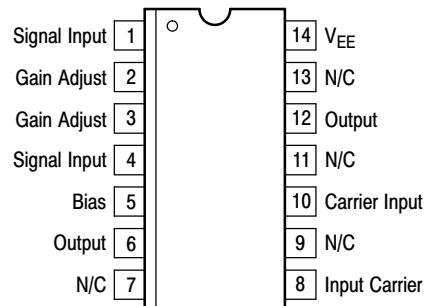 Signal Input 1
Gain Adjust 2
Gain Adjust 3
Signal Input 4
Bias 5
Output 6
N/C 7
14 VEE
13 N/C
12 Output
11 N/C
10 Carrier Input
9 N/C
8 Input Carrier